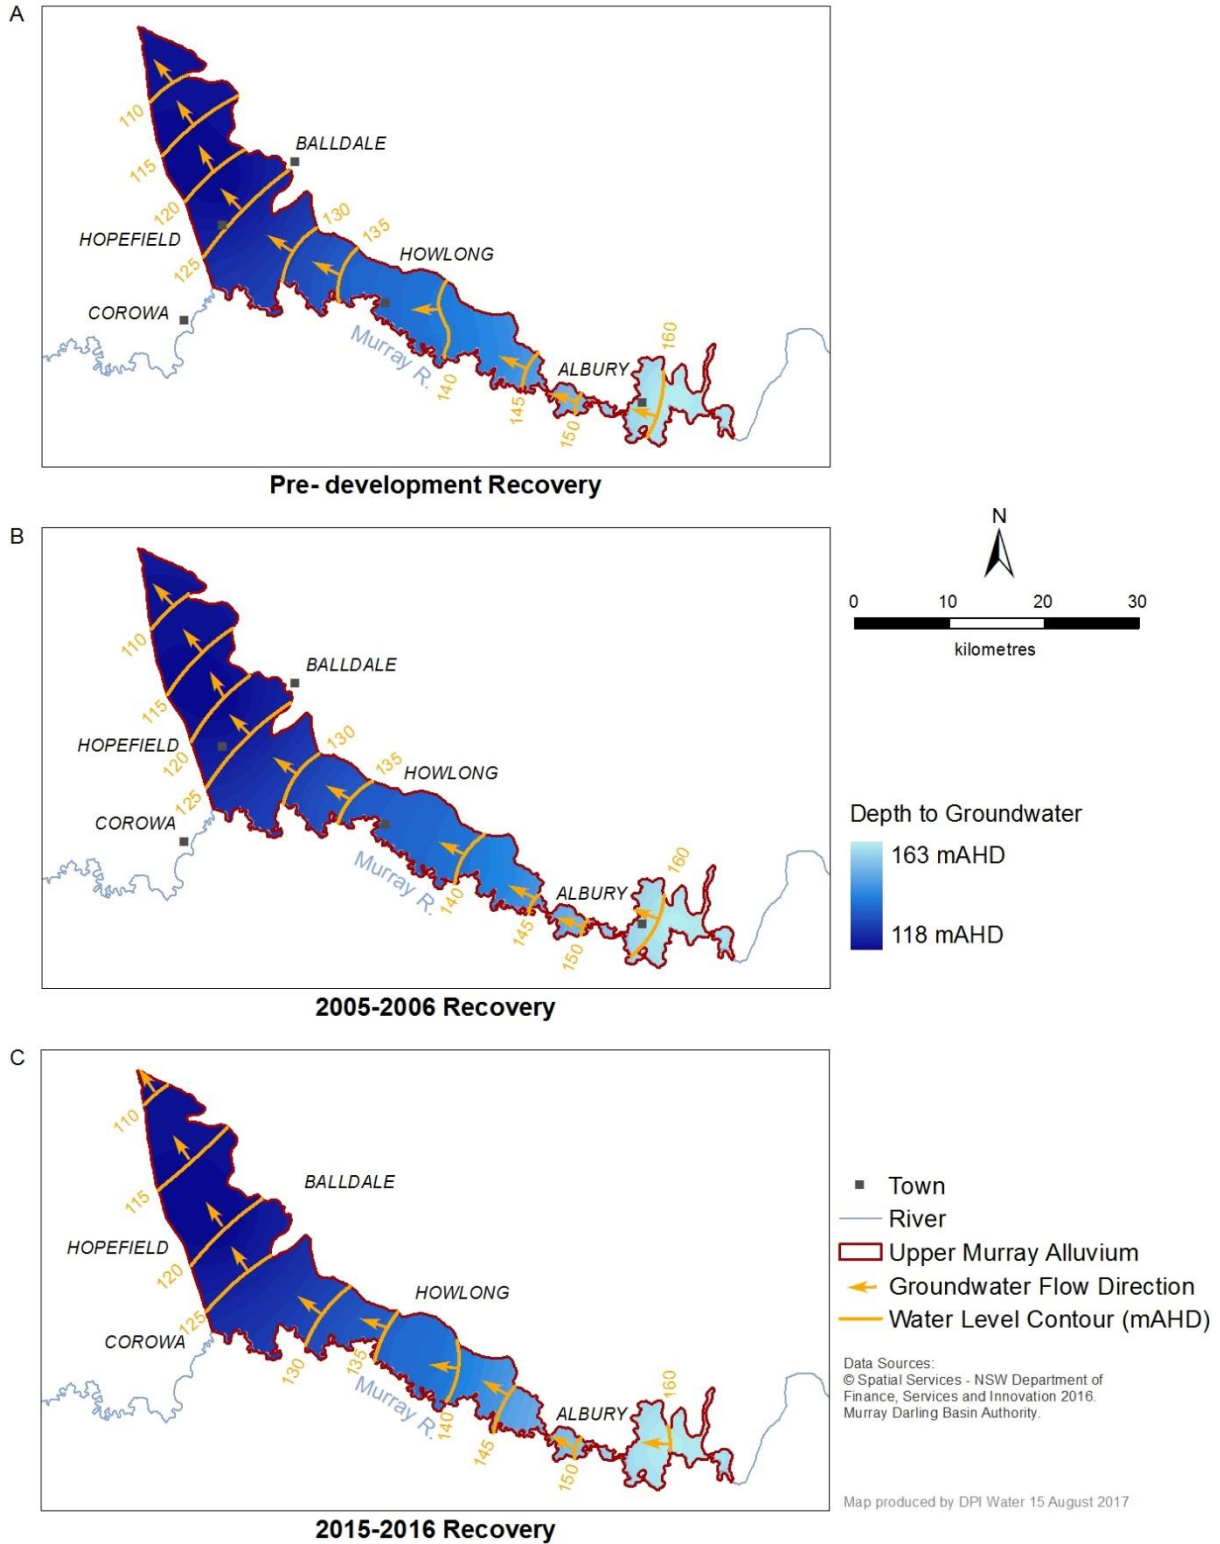 A
110
115
120
125
BALLDALE
HOPEFIELD
COROWA
130
135
HOWLONG
Murray R.
140
145
ALBURY
150
160
Pre- development Recovery
B
110
115
120
125
BALLDALE
HOPEFIELD
COROWA
130
135
HOWLONG
Murray R.
140
145
ALBURY
150
160
2005-2006 Recovery
N
0 10 20 30
kilometres
Depth to Groundwater
163 mAHD
118 mAHD
C
110
115
120
125
BALLDALE
HOPEFIELD
COROWA
130
135
HOWLONG
Murray R.
140
145
ALBURY
150
160
2015-2016 Recovery
Town
River
Upper Murray Alluvium
Groundwater Flow Direction
Water Level Contour (mAHD)
Data Sources:
© Spatial Services - NSW Department of
Finance, Services and Innovation 2016.
Murray Darling Basin Authority.
Map produced by DPI Water 15 August 2017